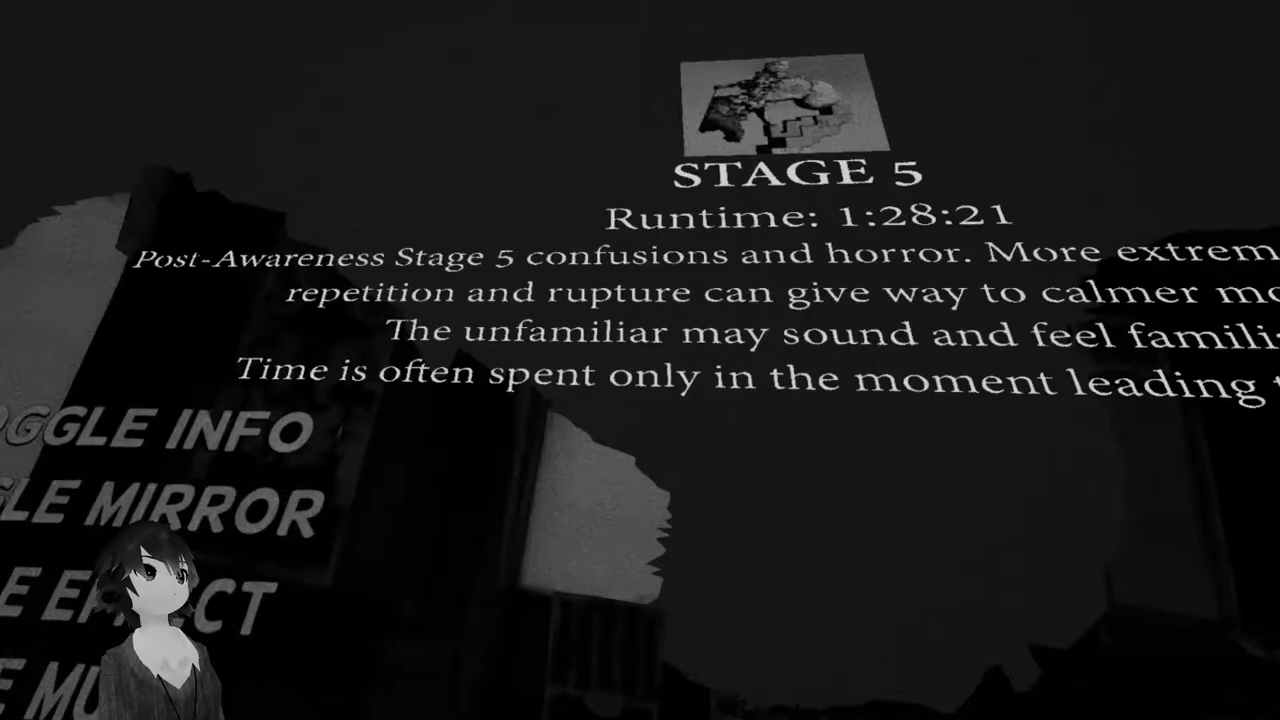 STAGE 5
Runtime: 1:28:21
Post-Awareness Stage 5 confusions and horror. More extrem
repetition and rupture can give way to calmer mo
The unfamiliar may sound and feel famili
Time is often spent only in the moment leading t
OGGLE INFO
GLE MIRROR
E EFFECT
E MU